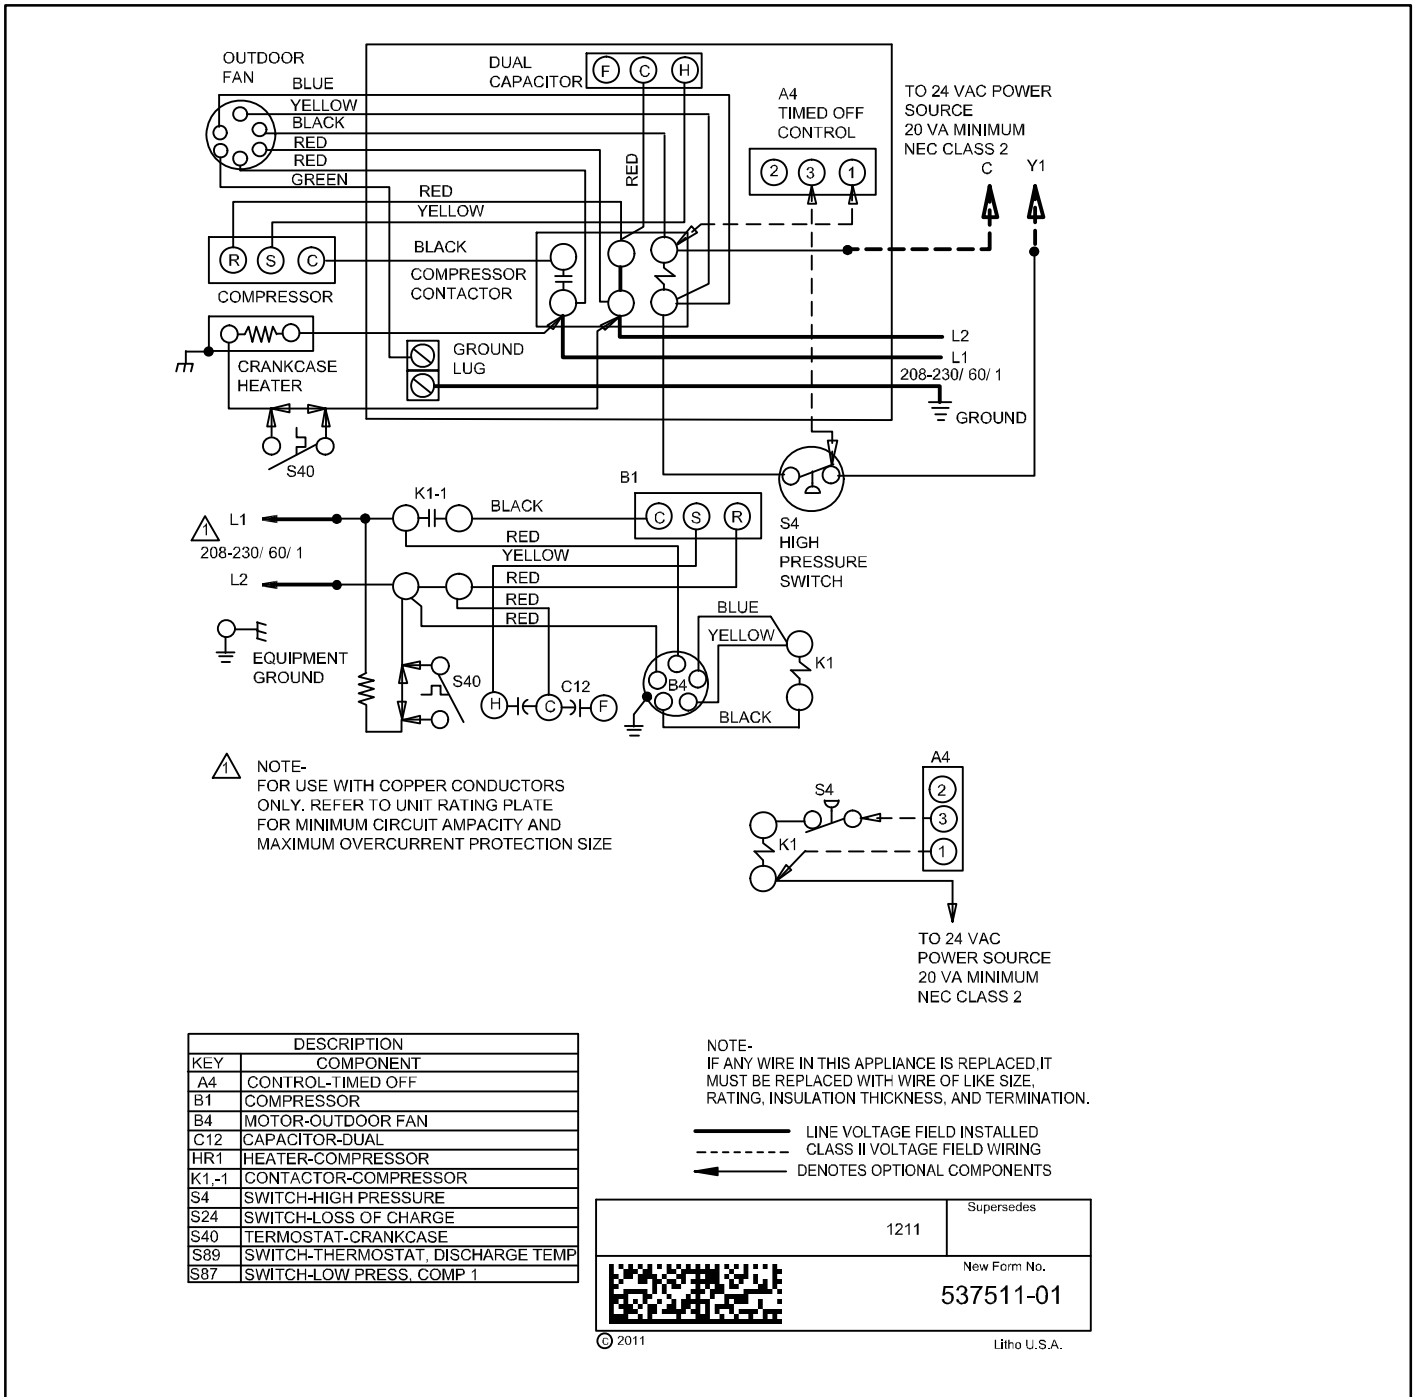 OUTDOOR
FAN
BLUE
YELLOW
BLACK
RED
RED
GREEN
DUAL
CAPACITOR
F C H
A4
TIMED OFF
CONTROL
2 3 1
TO 24 VAC POWER
SOURCE
20 VA MINIMUM
NEC CLASS 2
C Y1
RED
RED
YELLOW
BLACK
R S C
COMPRESSOR
COMPRESSOR
CONTACTOR
CRANKCASE
HEATER
GROUND
LUG
L2
L1
208-230/ 60/ 1
GROUND
S40
S4
HIGH
PRESSURE
SWITCH
B1
K1-1
BLACK
C S R
1 L1
208-230/ 60/ 1
L2
RED
YELLOW
RED
RED
RED
EQUIPMENT
GROUND
S40
H C F
C12
B4
BLUE
YELLOW
K1
BLACK
1 NOTE-
FOR USE WITH COPPER CONDUCTORS
ONLY. REFER TO UNIT RATING PLATE
FOR MINIMUM CIRCUIT AMPACITY AND
MAXIMUM OVERCURRENT PROTECTION SIZE
A4
2
3
1
S4
K1
TO 24 VAC
POWER SOURCE
20 VA MINIMUM
NEC CLASS 2
DESCRIPTION
KEY COMPONENT
A4 CONTROL-TIMED OFF
B1 COMPRESSOR
B4 MOTOR-OUTDOOR FAN
C12 CAPACITOR-DUAL
HR1 HEATER-COMPRESSOR
K1,-1 CONTACTOR-COMPRESSOR
S4 SWITCH-HIGH PRESSURE
S24 SWITCH-LOSS OF CHARGE
S40 TERMOSTAT-CRANKCASE
S89 SWITCH-THERMOSTAT, DISCHARGE TEMP
S87 SWITCH-LOW PRESS, COMP 1
NOTE-
IF ANY WIRE IN THIS APPLIANCE IS REPLACED,IT
MUST BE REPLACED WITH WIRE OF LIKE SIZE,
RATING, INSULATION THICKNESS, AND TERMINATION.
LINE VOLTAGE FIELD INSTALLED
CLASS II VOLTAGE FIELD WIRING
DENOTES OPTIONAL COMPONENTS
1211
Supersedes
New Form No.
537511-01
© 2011
Litho U.S.A.